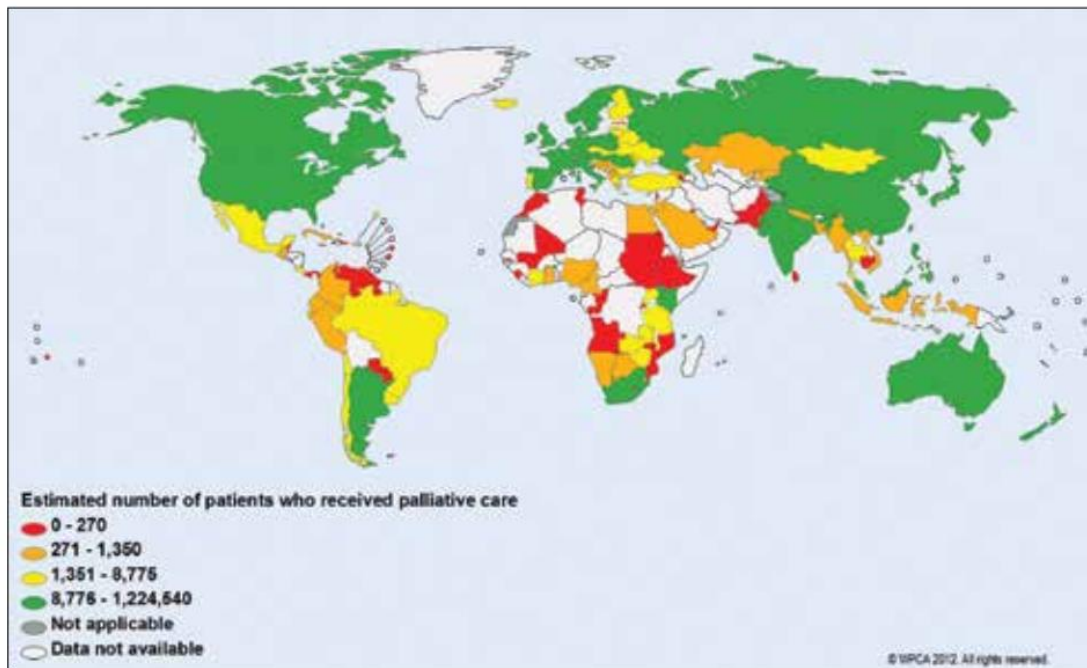 Estimated number of patients who received palliative care
0 - 270
271 - 1,350
1,351 - 8,775
8,776 - 1,224,540
Not applicable
Data not available
© WPCA 2012. All rights reserved.